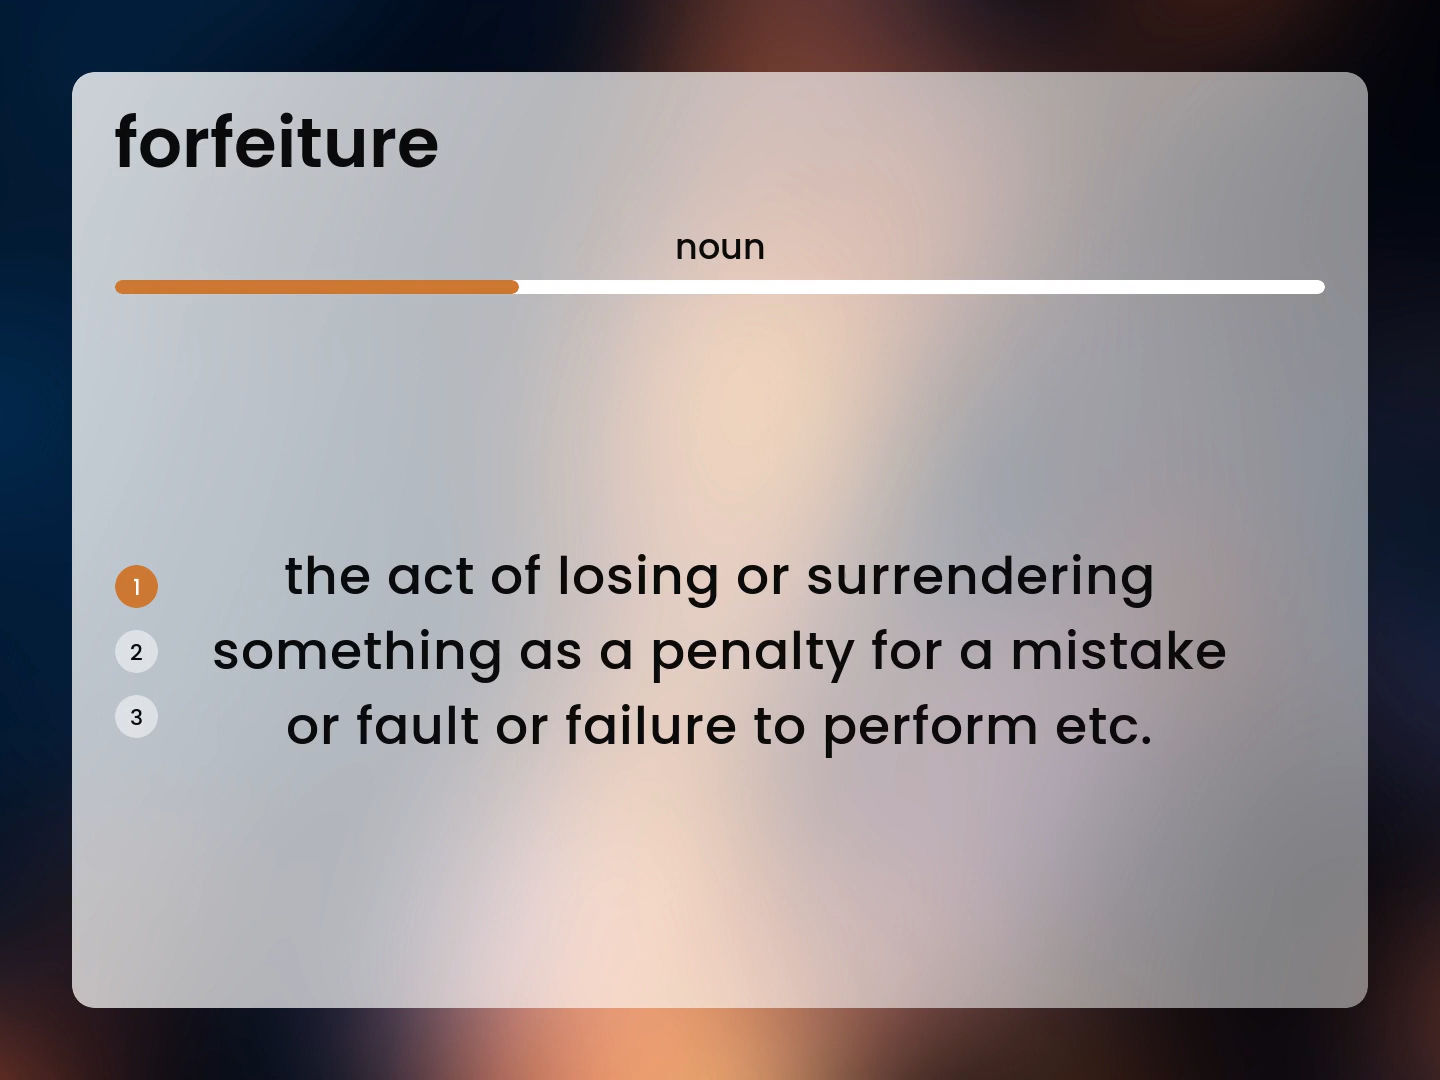 forfeiture
noun
1
2
3
the act of losing or surrendering
something as a penalty for a mistake
or fault or failure to perform etc.